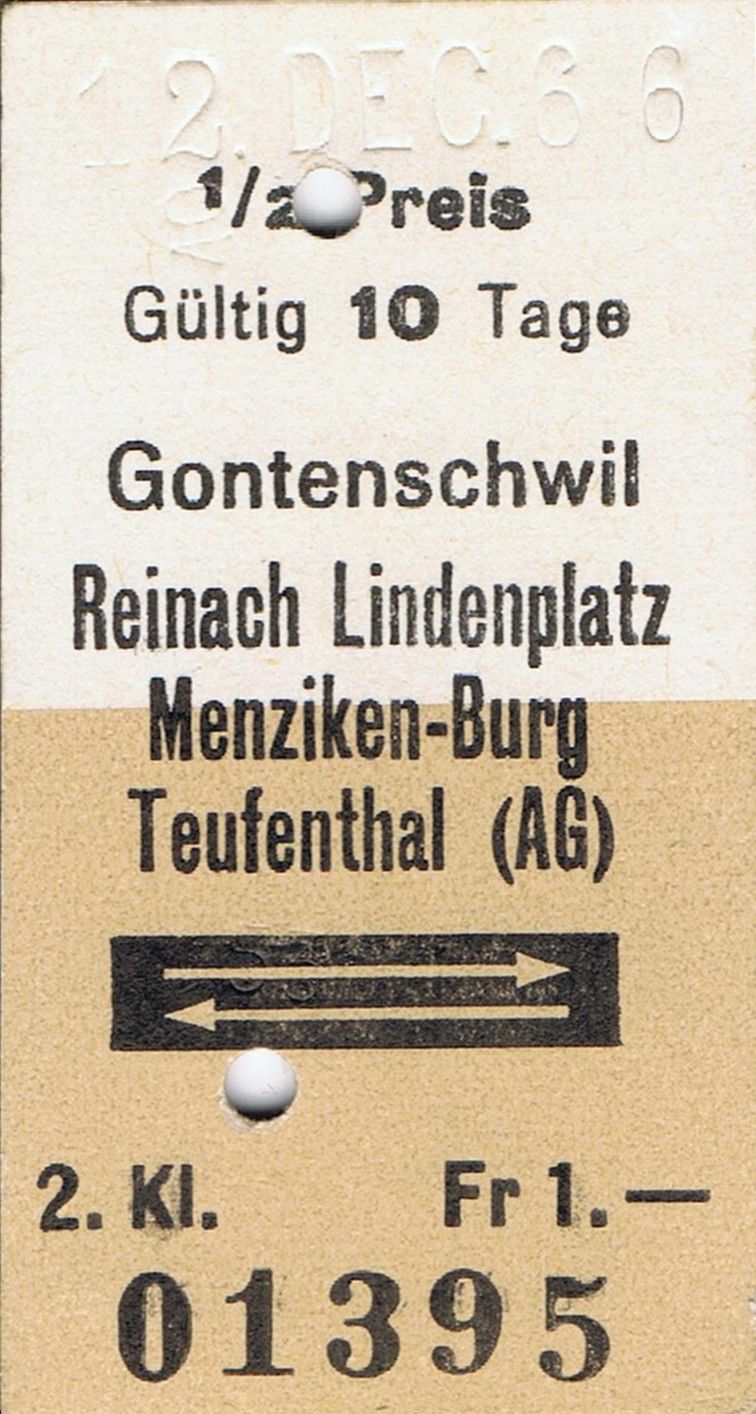 12. DEC. 66
1/2 Preis
Gültig 10 Tage
Gontenschwil
Reinach Lindenplatz
Menziken-Burg
Teufenthal (AG)
2. Kl. Fr 1.—
01395